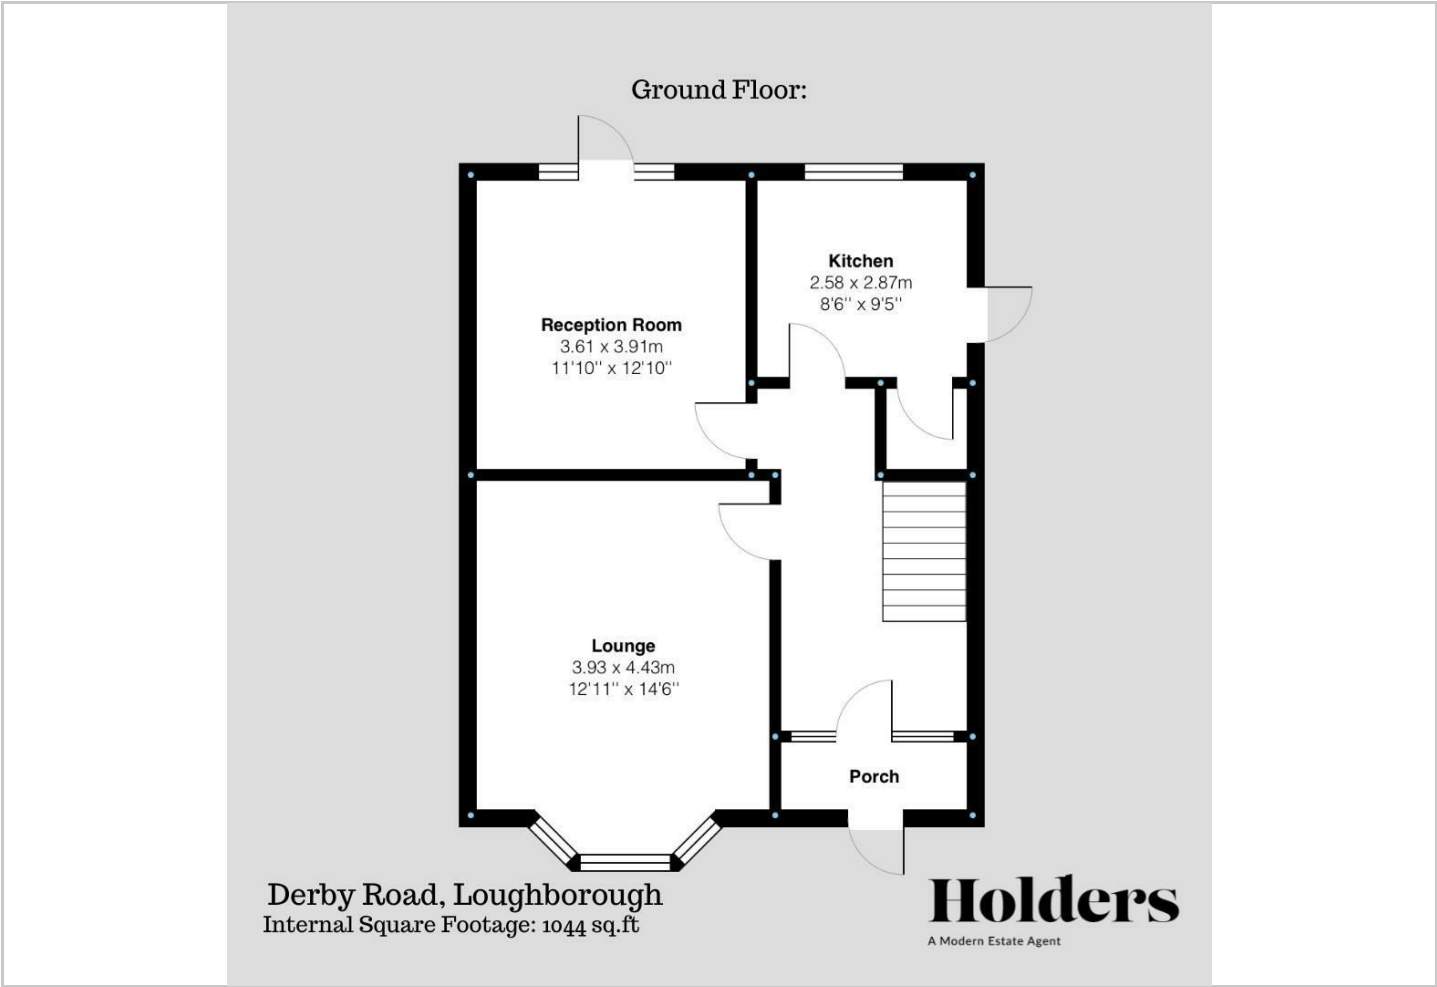 Ground Floor:
Kitchen
2.58 x 2.87m
8'6'' x 9'5''
Reception Room
3.61 x 3.91m
11'10'' x 12'10''
Lounge
3.93 x 4.43m
12'11'' x 14'6''
Porch
Derby Road, Loughborough
Internal Square Footage: 1044 sq.ft
Holders
A Modern Estate Agent